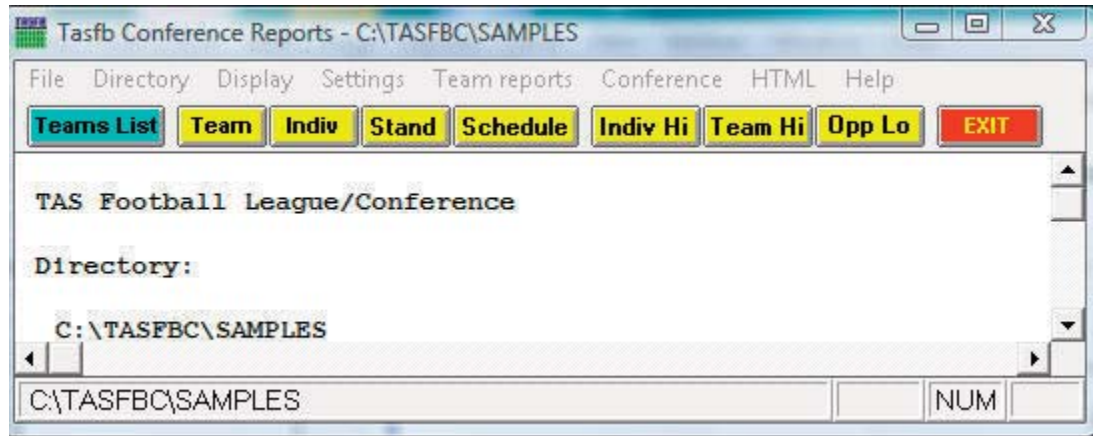 Tasfb Conference Reports - C:\TASFBC\SAMPLES
File Directory Display Settings Team reports Conference HTML Help
Teams List Team Indiv Stand Schedule Indiv Hi Team Hi Opp Lo EXIT
TAS Football League/Conference
Directory:
C:\TASFBC\SAMPLES
C:\TASFBC\SAMPLES NUM